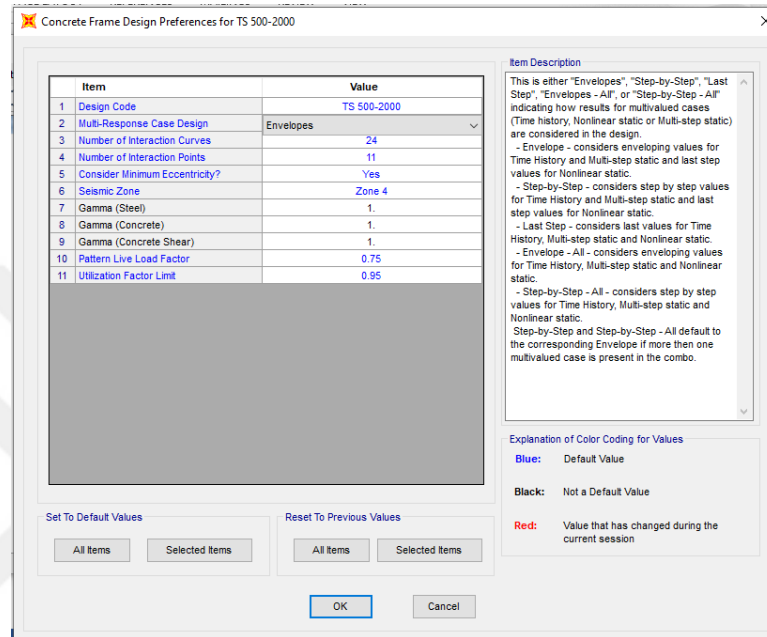 Concrete Frame Design Preferences for TS 500-2000
Item Value
1 Design Code TS 500-2000
2 Multi-Response Case Design Envelopes
3 Number of Interaction Curves 24
4 Number of Interaction Points 11
5 Consider Minimum Eccentricity? Yes
6 Seismic Zone Zone 4
7 Gamma (Steel) 1.
8 Gamma (Concrete) 1.
9 Gamma (Concrete Shear) 1.
10 Pattern Live Load Factor 0.75
11 Utilization Factor Limit 0.95
Item Description
This is either "Envelopes", "Step-by-Step", "Last
Step", "Envelopes - All", or "Step-by-Step - All"
indicating how results for multivalued cases
(Time history, Nonlinear static or Multi-step static)
are considered in the design.
- Envelope - considers enveloping values for
Time History and Multi-step static and last step
values for Nonlinear static.
- Step-by-Step - considers step by step values
for Time History and Multi-step static and last
step values for Nonlinear static.
- Last Step - considers last values for Time
History, Multi-step static and Nonlinear static.
- Envelope - All - considers enveloping values
for Time History, Multi-step static and Nonlinear
static.
- Step-by-Step - All - considers step by step
values for Time History, Multi-step static and
Nonlinear static.
Step-by-Step and Step-by-Step - All default to
the corresponding Envelope if more then one
multivalued case is present in the combo.
Explanation of Color Coding for Values
Blue: Default Value
Black: Not a Default Value
Red: Value that has changed during the
current session
Set To Default Values
All Items Selected Items
Reset To Previous Values
All Items Selected Items
OK Cancel